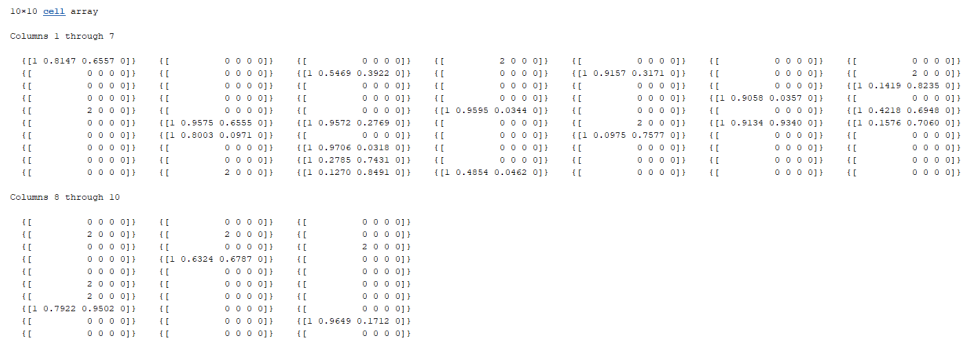 10×10 cell array
Columns 1 through 7
{[1 0.8147 0.6557 0]} {[ 0 0 0 0]} {[ 0 0 0 0]} {[ 2 0 0 0]} {[ 0 0 0 0]} {[ 0 0 0 0]} {[ 0 0 0 0]}
{[ 0 0 0 0]} {[ 0 0 0 0]} {[1 0.5469 0.3922 0]} {[ 0 0 0 0]} {[1 0.9157 0.3171 0]} {[ 0 0 0 0]} {[ 2 0 0 0]}
{[ 0 0 0 0]} {[ 0 0 0 0]} {[ 0 0 0 0]} {[ 0 0 0 0]} {[ 0 0 0 0]} {[ 0 0 0 0]} {[1 0.1419 0.8235 0]}
{[ 0 0 0 0]} {[ 0 0 0 0]} {[ 0 0 0 0]} {[ 0 0 0 0]} {[ 0 0 0 0]} {[1 0.9058 0.0357 0]} {[ 0 0 0 0]}
{[ 2 0 0 0]} {[ 0 0 0 0]} {[ 0 0 0 0]} {[1 0.9595 0.0344 0]} {[ 0 0 0 0]} {[ 0 0 0 0]} {[1 0.4218 0.6948 0]}
{[ 0 0 0 0]} {[1 0.9575 0.6555 0]} {[1 0.9572 0.2769 0]} {[ 0 0 0 0]} {[ 2 0 0 0]} {[1 0.9134 0.9340 0]} {[1 0.1576 0.7060 0]}
{[ 0 0 0 0]} {[1 0.8003 0.0971 0]} {[ 0 0 0 0]} {[ 0 0 0 0]} {[1 0.0975 0.7577 0]} {[ 0 0 0 0]} {[ 0 0 0 0]}
{[ 0 0 0 0]} {[ 0 0 0 0]} {[1 0.9706 0.0318 0]} {[ 0 0 0 0]} {[ 0 0 0 0]} {[ 0 0 0 0]} {[ 0 0 0 0]}
{[ 0 0 0 0]} {[ 0 0 0 0]} {[1 0.2785 0.7431 0]} {[ 0 0 0 0]} {[ 0 0 0 0]} {[ 0 0 0 0]} {[ 0 0 0 0]}
{[ 0 0 0 0]} {[ 2 0 0 0]} {[1 0.1270 0.8491 0]} {[1 0.4854 0.0462 0]} {[ 0 0 0 0]} {[ 0 0 0 0]} {[ 0 0 0 0]}
Columns 8 through 10
{[ 0 0 0 0]} {[ 0 0 0 0]} {[ 0 0 0 0]}
{[ 2 0 0 0]} {[ 2 0 0 0]} {[ 0 0 0 0]}
{[ 0 0 0 0]} {[ 0 0 0 0]} {[ 2 0 0 0]}
{[ 0 0 0 0]} {[1 0.6324 0.6787 0]} {[ 0 0 0 0]}
{[ 0 0 0 0]} {[ 0 0 0 0]} {[ 0 0 0 0]}
{[ 2 0 0 0]} {[ 0 0 0 0]} {[ 0 0 0 0]}
{[ 2 0 0 0]} {[ 0 0 0 0]} {[ 0 0 0 0]}
{[1 0.7922 0.9502 0]} {[ 0 0 0 0]} {[ 0 0 0 0]}
{[ 0 0 0 0]} {[ 0 0 0 0]} {[1 0.9649 0.1712 0]}
{[ 0 0 0 0]} {[ 0 0 0 0]} {[ 0 0 0 0]}